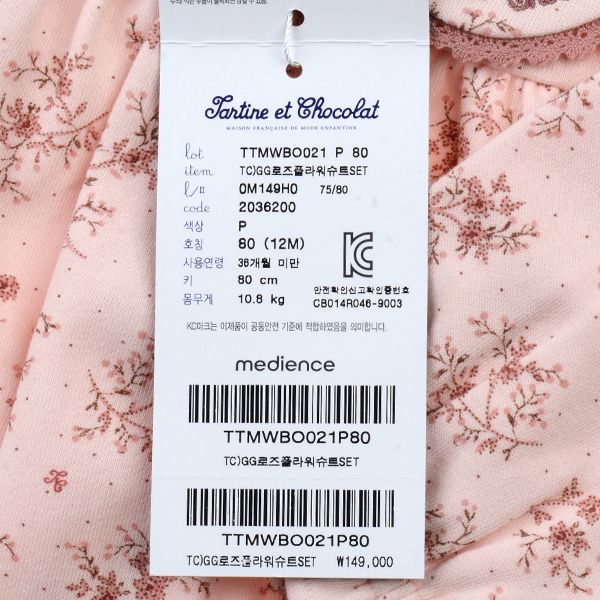 Tartine et Chocolat
MAISON FRANÇAISE DE MODE ENFANTINE
lot TTMWBO021 P 80
item TC)GG로즈플라워슈트SET
l/# 0M149H0 75/80
code 2036200
색상 P
호칭 80 (12M)
사용연령 36개월 미만
키 80 cm
몸무게 10.8 kg
안전확인신고확인증번호
CB014R046-9003
KC마크는 이제품이 공동안전 기준에 적합하였음을 의미합니다.
medience
TTMWBO021P80
TC)GG로즈플라워슈트SET
TTMWBO021P80
TC)GG로즈플라워슈트SET ₩149,000